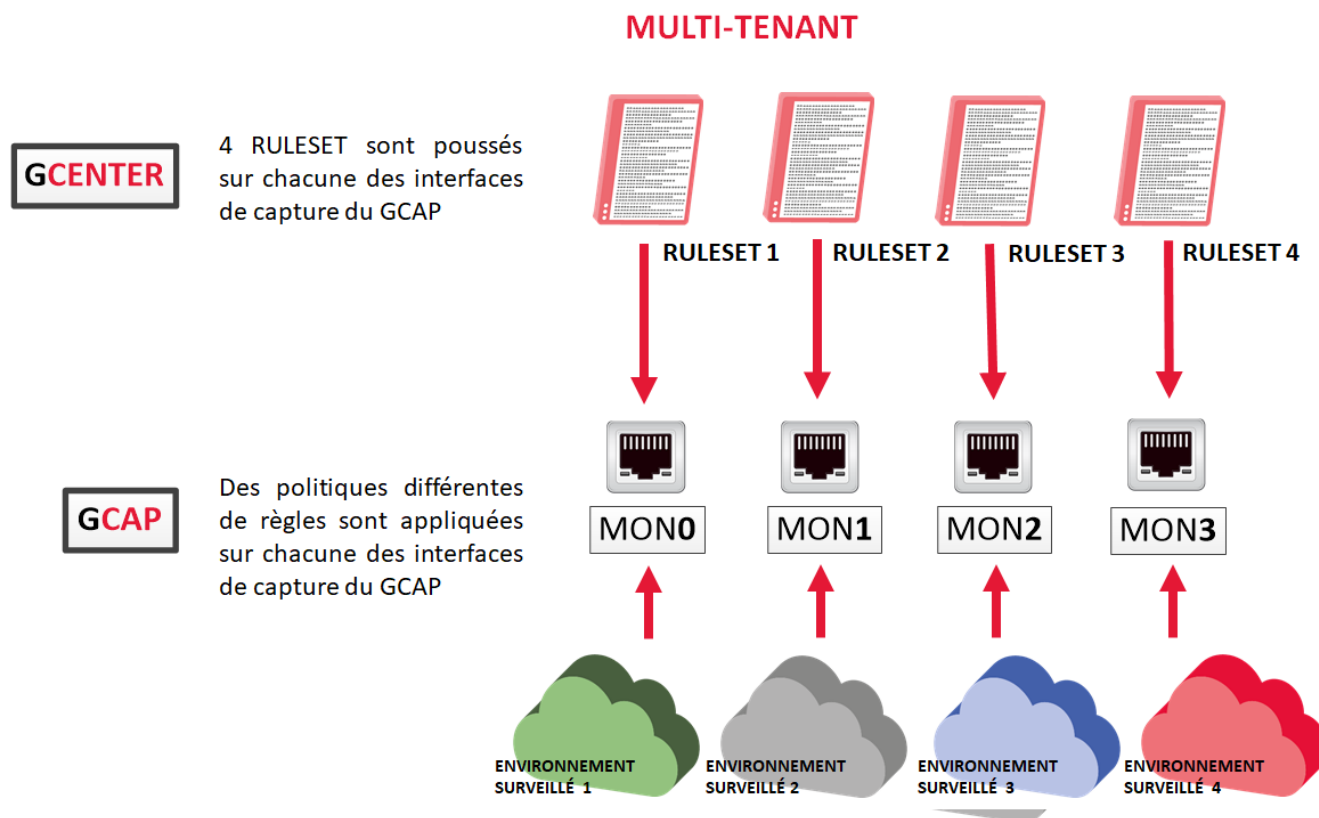 MULTI-TENANT
GCENTER
4 RULESET sont poussés
sur chacune des interfaces
de capture du GCAP
RULESET 1
RULESET 2
RULESET 3
RULESET 4
GCAP
Des politiques différentes
de règles sont appliquées
sur chacune des interfaces
de capture du GCAP
MON0
MON1
MON2
MON3
ENVIRONNEMENT
SURVEILLÉ 1
ENVIRONNEMENT
SURVEILLÉ 2
ENVIRONNEMENT
SURVEILLÉ 3
ENVIRONNEMENT
SURVEILLÉ 4